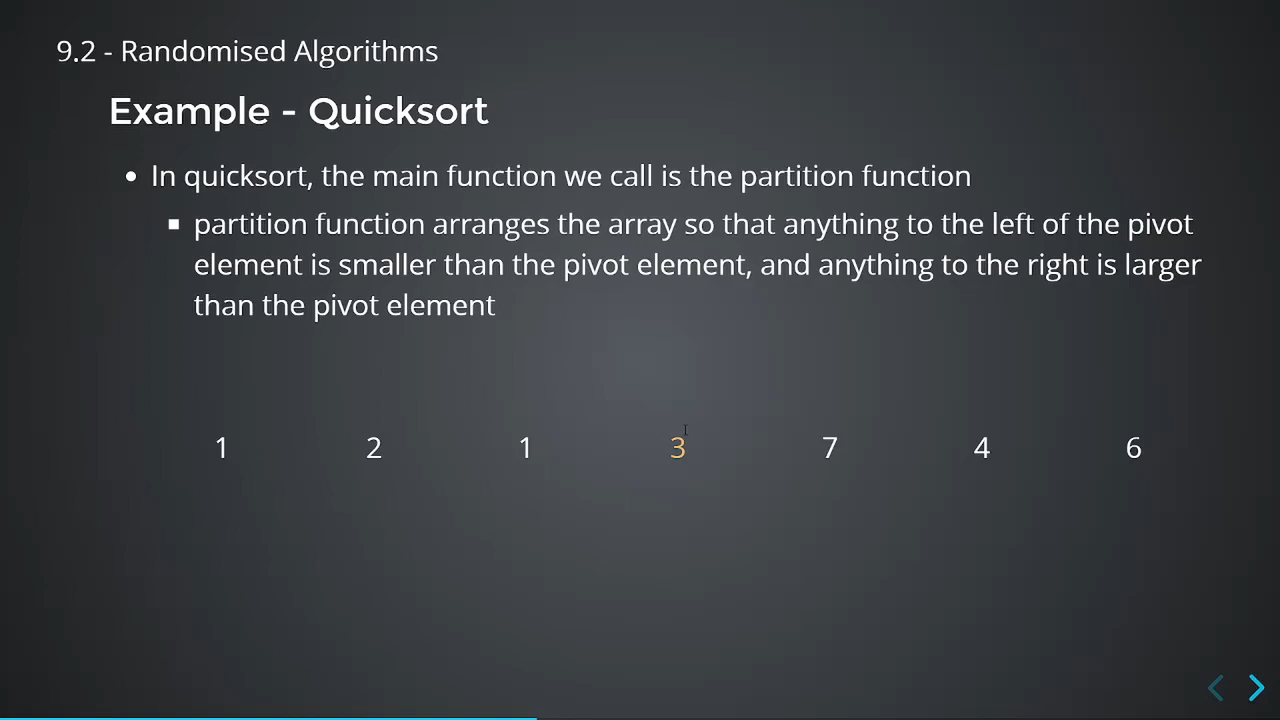 9.2 - Randomised Algorithms
Example - Quicksort
• In quicksort, the main function we call is the partition function
▪ partition function arranges the array so that anything to the left of the pivot
element is smaller than the pivot element, and anything to the right is larger
than the pivot element
1 2 1 3 7 4 6